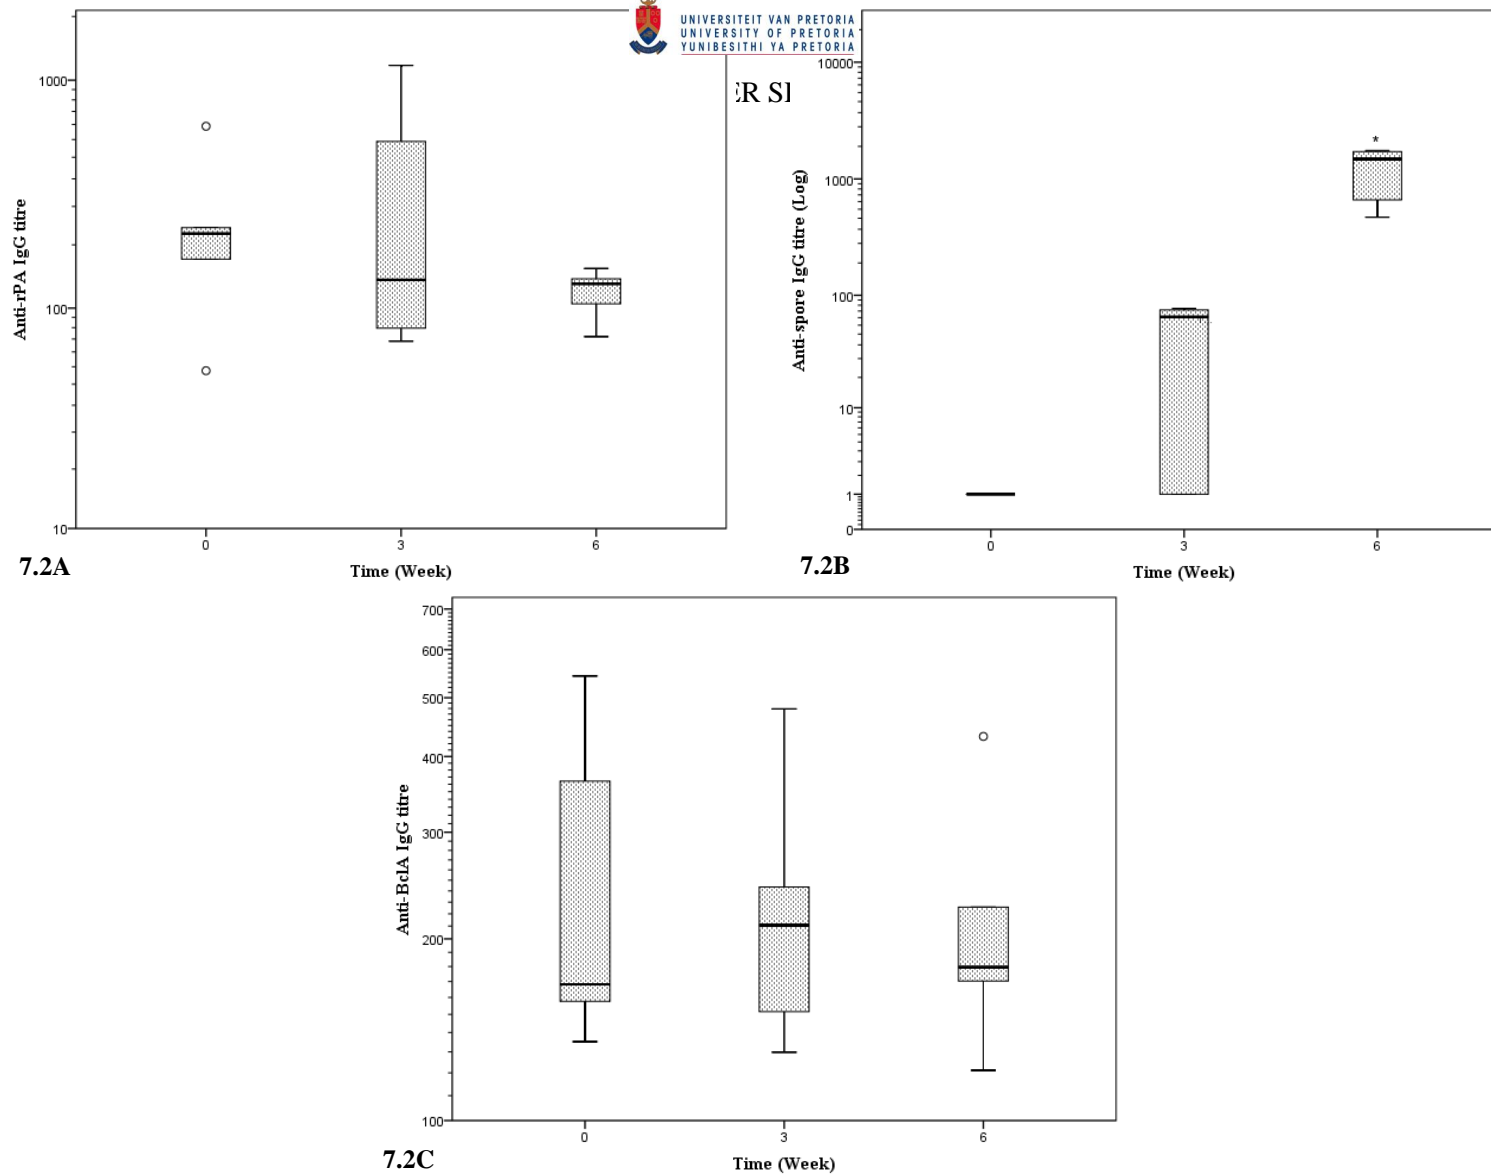 UNIVERSITEIT VAN PRETORIA
UNIVERSITY OF PRETORIA
YUNIBESITHI YA PRETORIA
ER SI
Anti-rPA IgG titre
1000
100
10
0 3 6
Time (Week)
7.2A
Anti-spore IgG titre (Log)
10000
1000
100
10
1
0
*
0 3 6
Time (Week)
7.2B
Anti-BclA IgG titre
700
600
500
400
300
200
100
0 3 6
Time (Week)
7.2C